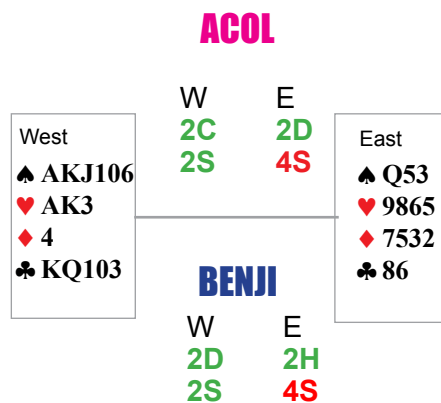 ACOL
W E
2C 2D
2S 4S
West
♠ AKJ106
♥ AK3
♦ 4
♣ KQ103
East
♠ Q53
♥ 9865
♦ 7532
♣ 86
BENJI
W E
2D 2H
2S 4S